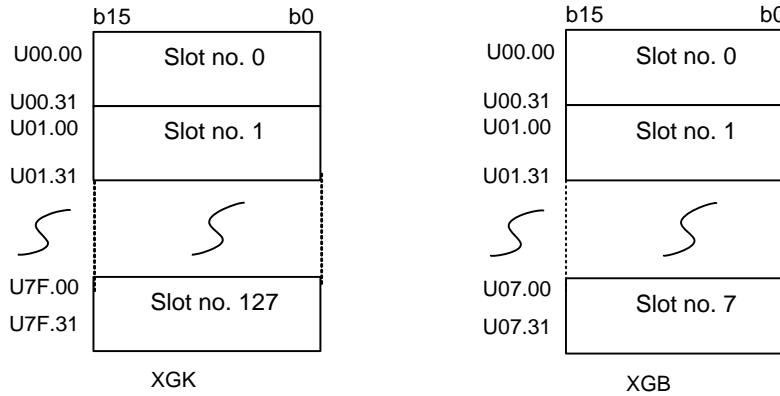 b15 b0
U00.00 Slot no. 0
U00.31
U01.00 Slot no. 1
U01.31
U7F.00
Slot no. 127
U7F.31
XGK
b15 b0
U00.00 Slot no. 0
U00.31
U01.00 Slot no. 1
U01.31
U07.00
Slot no. 7
U07.31
XGB